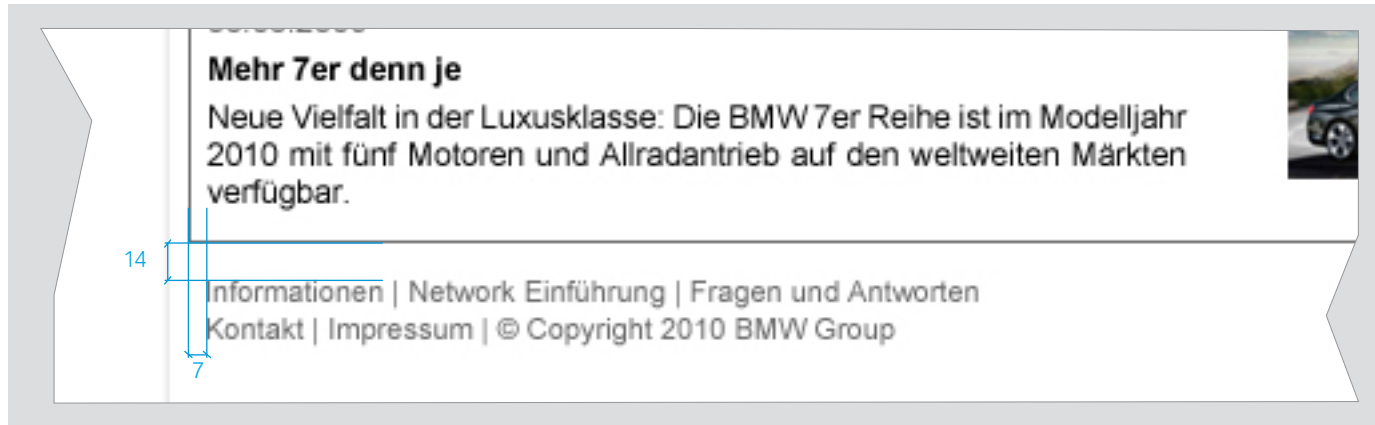 Mehr 7er denn je
Neue Vielfalt in der Luxusklasse: Die BMW 7er Reihe ist im Modelljahr
2010 mit fünf Motoren und Allradantrieb auf den weltweiten Märkten
verfügbar.
14
Informationen | Network Einführung | Fragen und Antworten
Kontakt | Impressum | © Copyright 2010 BMW Group
7